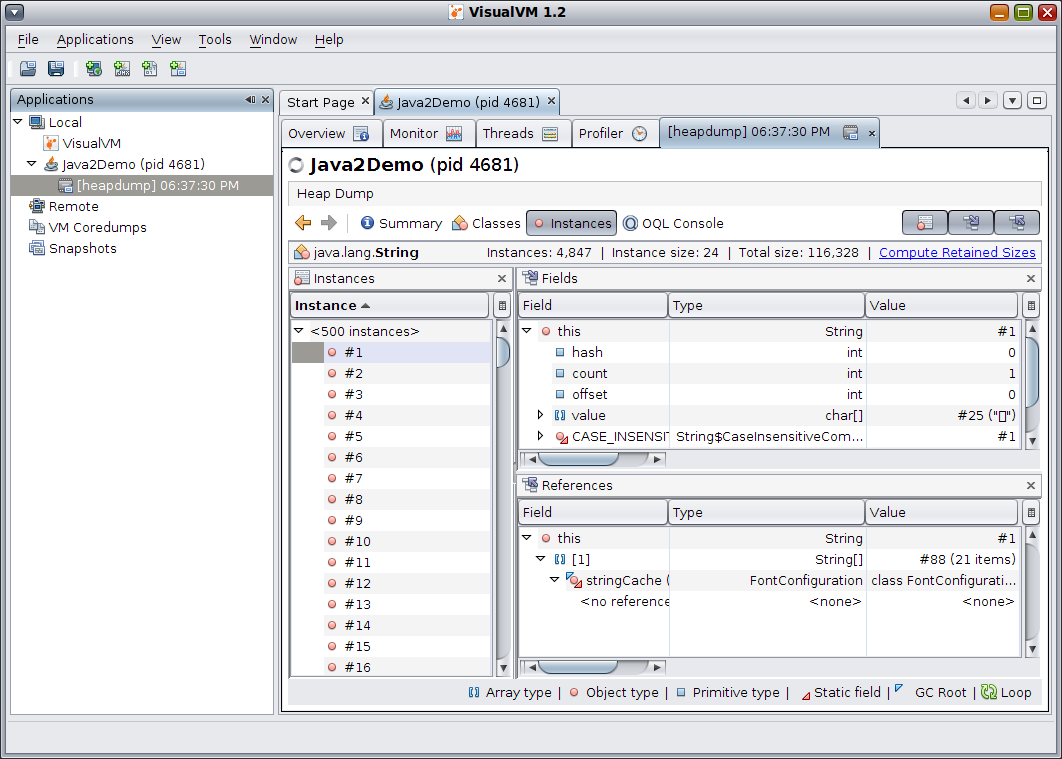 VisualVM 1.2
File Applications View Tools Window Help
Applications
Local
VisualVM
Java2Demo (pid 4681)
[heapdump] 06:37:30 PM
Remote
VM Coredumps
Snapshots
Start Page Java2Demo (pid 4681)
Overview Monitor Threads Profiler [heapdump] 06:37:30 PM
Java2Demo (pid 4681)
Heap Dump
Summary Classes Instances OQL Console
java.lang.String Instances: 4,847 | Instance size: 24 | Total size: 116,328 | Compute Retained Sizes
Instances
Instance
<500 instances>
#1
#2
#3
#4
#5
#6
#7
#8
#9
#10
#11
#12
#13
#14
#15
#16
Fields
Field Type Value
this String #1
hash int 0
count int 1
offset int 0
value char[] #25 ("▯")
CASE_INSENSIT String$CaseInsensitiveCom... #1
References
Field Type Value
this String #1
[1] String[] #88 (21 items)
stringCache ( FontConfiguration class FontConfigurati...
<no reference <none> <none>
Array type | Object type | Primitive type | Static field | GC Root | Loop